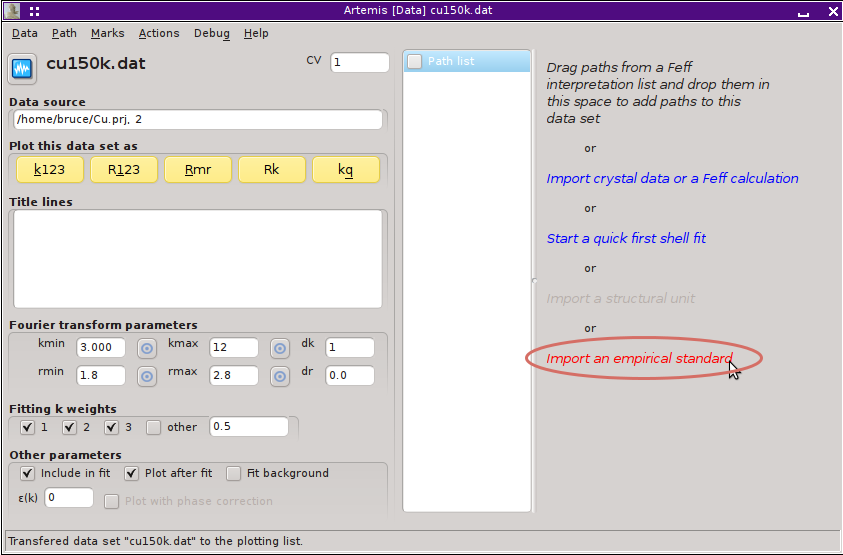 Artemis [Data] cu150k.dat
Data Path Marks Actions Debug Help
cu150k.dat
CV 1
Data source
/home/bruce/Cu.prj, 2
Plot this data set as
k123 R123 Rmr Rk kq
Title lines
Fourier transform parameters
kmin 3.000 kmax 12 dk 1
rmin 1.8 rmax 2.8 dr 0.0
Fitting k weights
1 2 3 other 0.5
Other parameters
Include in fit Plot after fit Fit background
ε(k) 0 Plot with phase correction
Path list
Drag paths from a Feff
interpretation list and drop them in
this space to add paths to this
data set
or
Import crystal data or a Feff calculation
or
Start a quick first shell fit
or
Import a structural unit
or
Import an empirical standard
Transfered data set "cu150k.dat" to the plotting list.